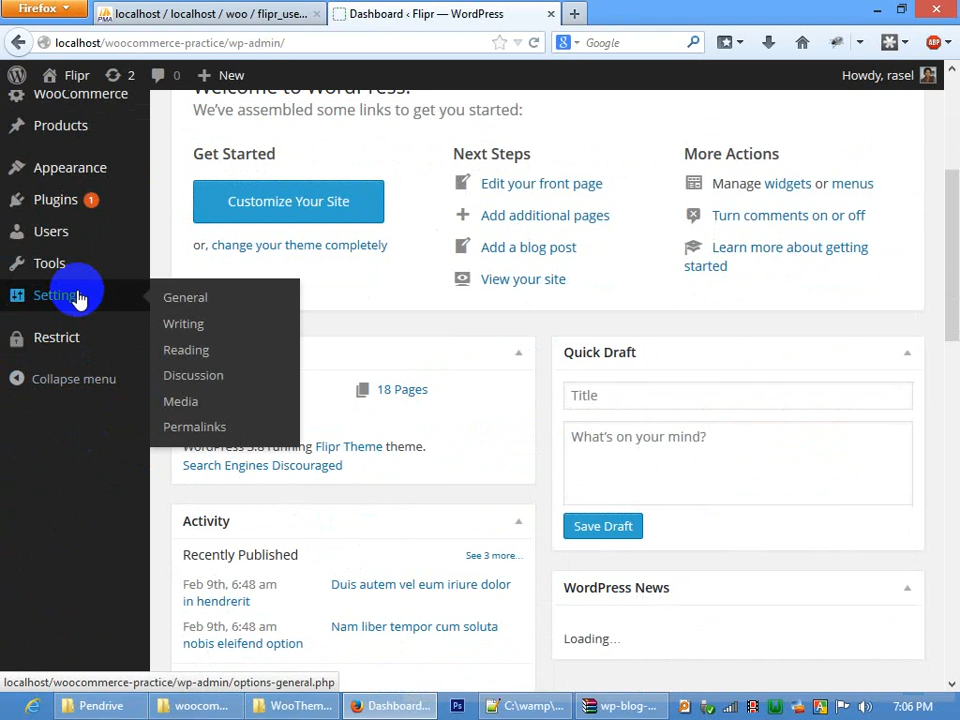 Firefox
localhost / localhost / woo / flipr_use...
Dashboard ‹ Flipr — WordPress
localhost/woocommerce-practice/wp-admin/
Google
Flipr
2
0
New
Howdy, rasel
WooCommerce
Products
Appearance
Plugins 1
Users
Tools
Settings
Restrict
Collapse menu
General
Writing
Reading
Discussion
Media
Permalinks
Welcome to WordPress!
We've assembled some links to get you started:
Get Started
Customize Your Site
or, change your theme completely
Next Steps
Edit your front page
Add additional pages
Add a blog post
View your site
More Actions
Manage widgets or menus
Turn comments on or off
Learn more about getting
started
18 Pages
WordPress 3.8 running Flipr Theme theme.
Search Engines Discouraged
Activity
Recently Published
See 3 more...
Feb 9th, 6:48 am
Duis autem vel eum iriure dolor
in hendrerit
Feb 9th, 6:48 am
Nam liber tempor cum soluta
nobis eleifend option
Quick Draft
Title
What's on your mind?
Save Draft
WordPress News
Loading...
localhost/woocommerce-practice/wp-admin/options-general.php
Pendrive
woocom...
WooThem...
Dashboard...
C:\wamp\...
wp-blog-...
7:06 PM